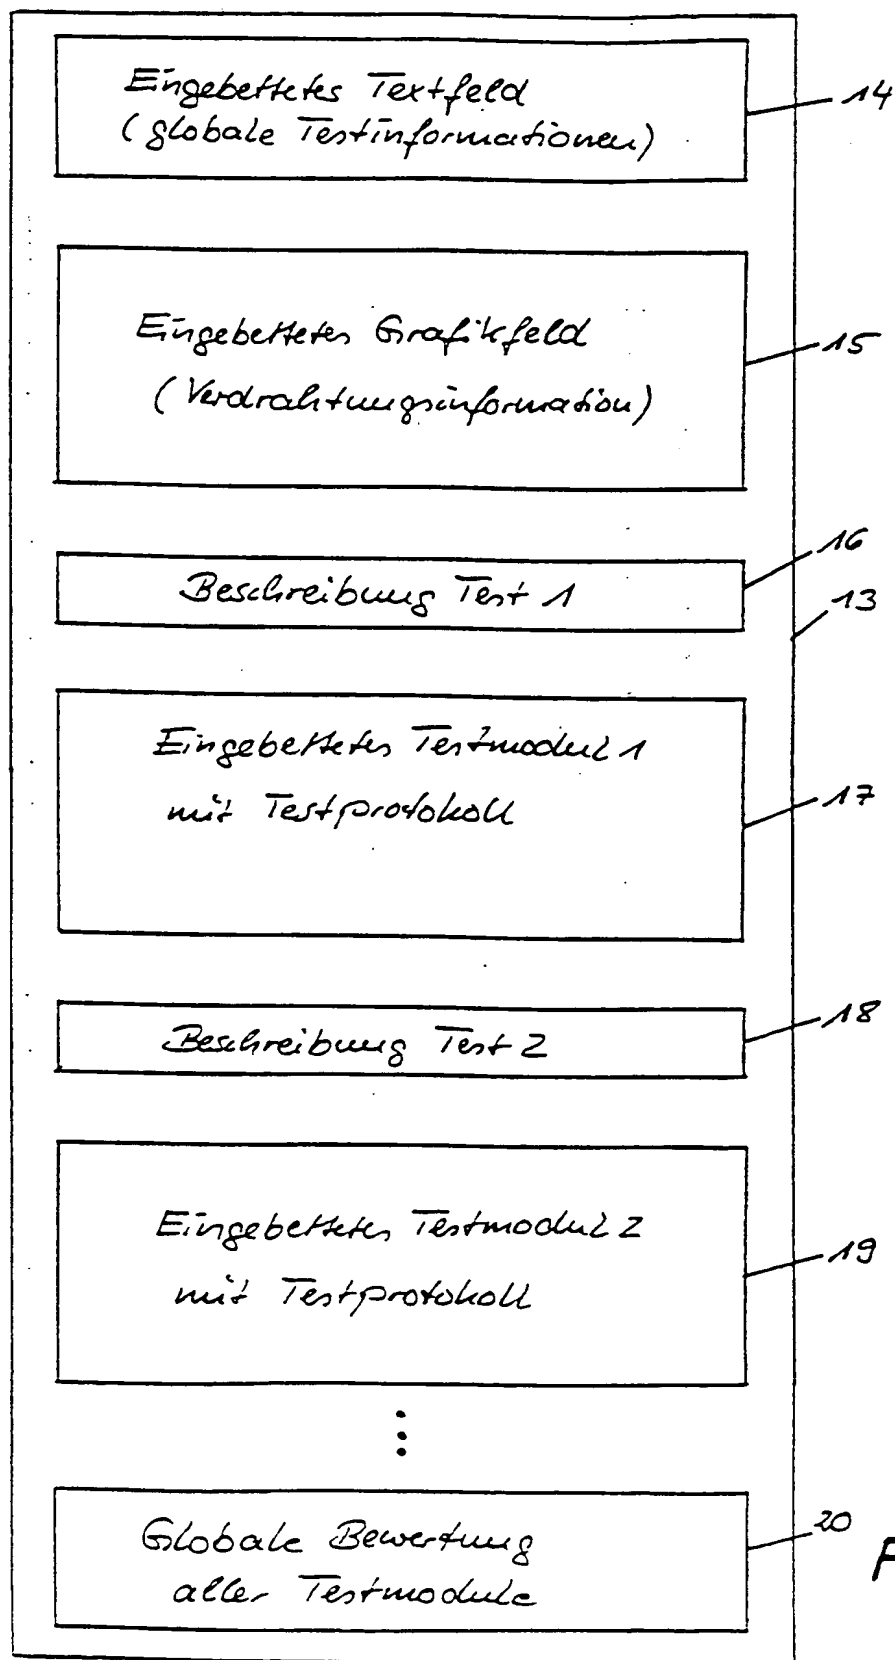 Eingebettetes Textfeld
(globale Testinformationen)
14
Eingebettetes Grafikfeld
(Verdrahtungsinformation)
15
16
Beschreibung Test 1
13
Eingebettetes Testmodul 1
mit Testprotokoll
17
18
Beschreibung Test 2
Eingebettetes Testmodul 2
mit Testprotokoll
19
Globale Bewertung
aller Testmodule
20
F